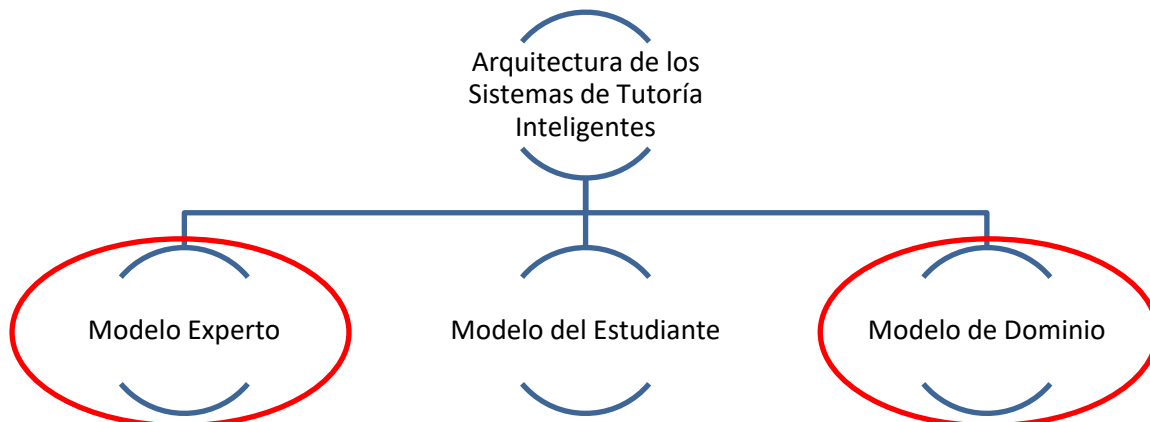 Arquitectura de los
Sistemas de Tutoría
Inteligentes
Modelo Experto
Modelo del Estudiante
Modelo de Dominio